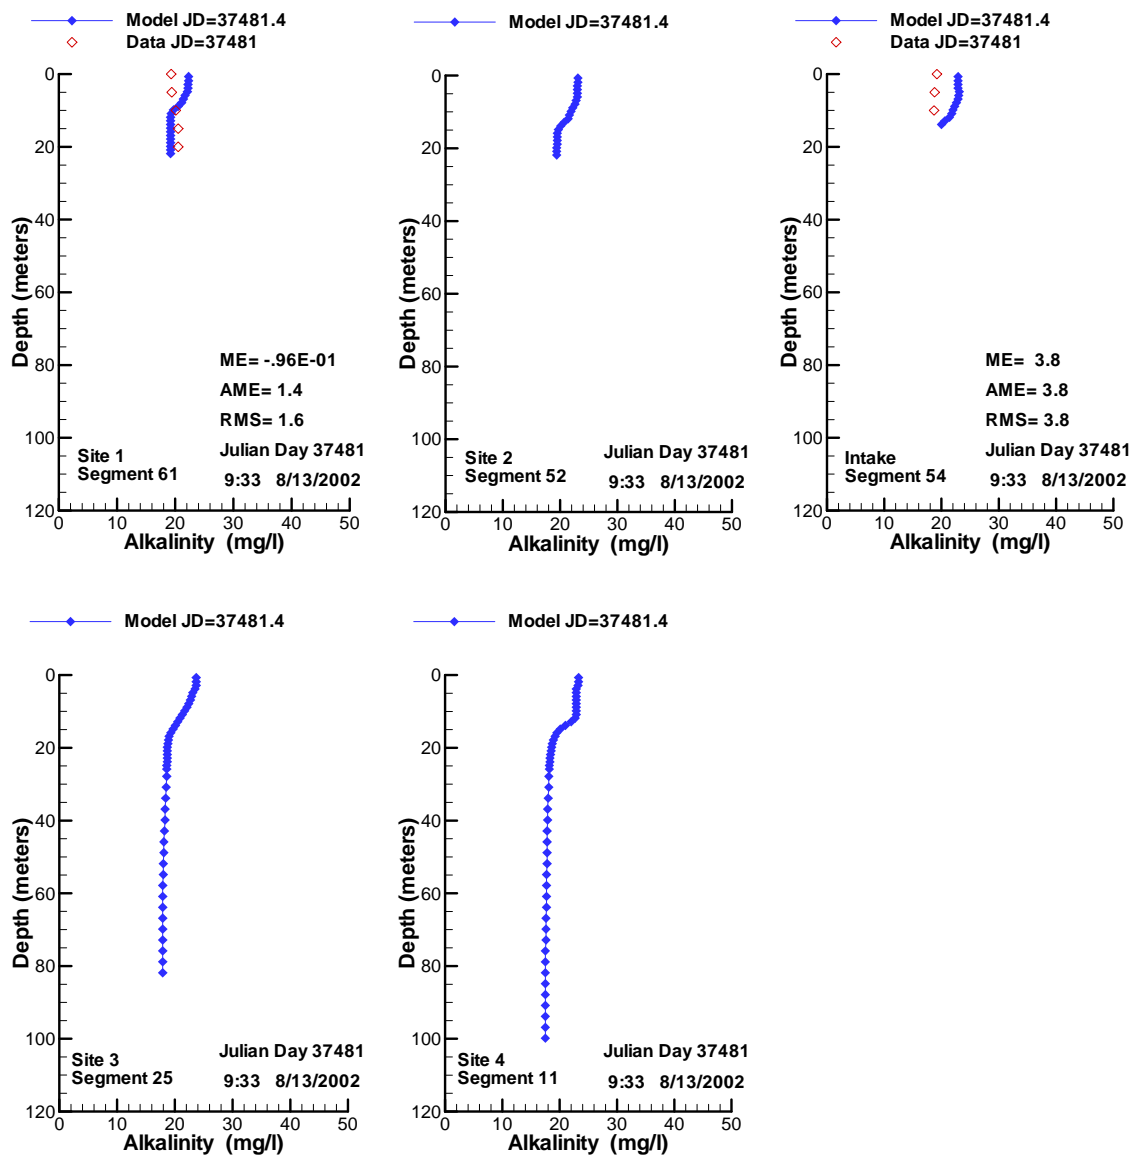 Model JD=37481.4
Data JD=37481
0
20
40
60
80
100
120
Depth (meters)
ME= -.96E-01
AME= 1.4
RMS= 1.6
Site 1
Segment 61
Julian Day 37481
9:33 8/13/2002
0 10 20 30 40 50
Alkalinity (mg/l)
Model JD=37481.4
0
20
40
60
80
100
120
Depth (meters)
Site 2
Segment 52
Julian Day 37481
9:33 8/13/2002
0 10 20 30 40 50
Alkalinity (mg/l)
Model JD=37481.4
Data JD=37481
0
20
40
60
80
100
120
Depth (meters)
ME= 3.8
AME= 3.8
RMS= 3.8
Intake
Segment 54
Julian Day 37481
9:33 8/13/2002
0 10 20 30 40 50
Alkalinity (mg/l)
Model JD=37481.4
0
20
40
60
80
100
120
Depth (meters)
Site 3
Segment 25
Julian Day 37481
9:33 8/13/2002
0 10 20 30 40 50
Alkalinity (mg/l)
Model JD=37481.4
0
20
40
60
80
100
120
Depth (meters)
Site 4
Segment 11
Julian Day 37481
9:33 8/13/2002
0 10 20 30 40 50
Alkalinity (mg/l)